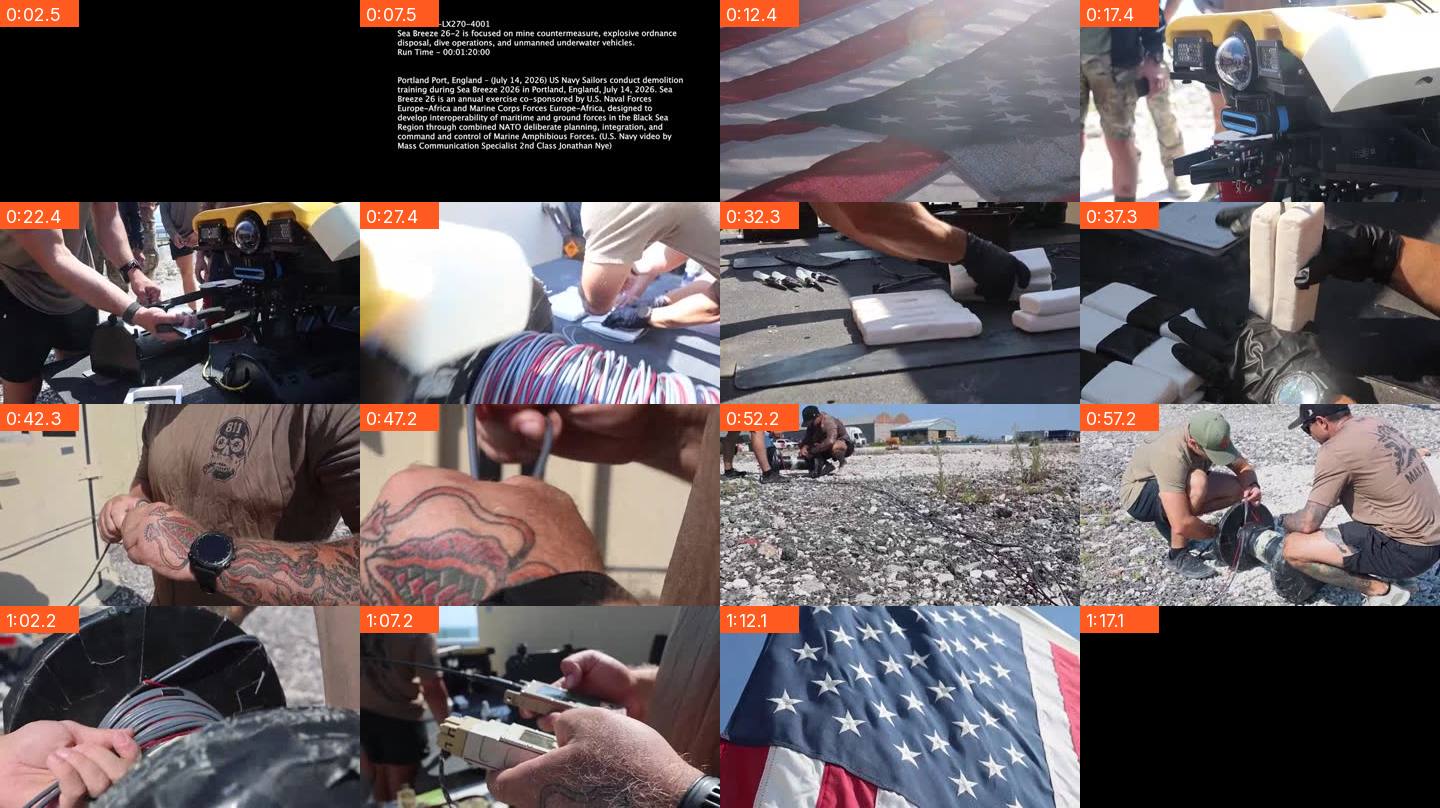 0:02.5
0:07.5
-LX270-4001
Sea Breeze 26-2 is focused on mine countermeasure, explosive ordnance
disposal, dive operations, and unmanned underwater vehicles.
Run Time - 00:01:20:00
Portland Port, England - (July 14, 2026) US Navy Sailors conduct demolition
training during Sea Breeze 2026 in Portland, England, July 14, 2026. Sea
Breeze 26 is an annual exercise co-sponsored by U.S. Naval Forces
Europe-Africa and Marine Corps Forces Europe-Africa, designed to
develop interoperability of maritime and ground forces in the Black Sea
Region through combined NATO deliberate planning, integration, and
command and control of Marine Amphibious Forces. (U.S. Navy video by
Mass Communication Specialist 2nd Class Jonathan Nye)
0:12.4
0:17.4
0:22.4
0:27.4
0:32.3
0:37.3
0:42.3
811
0:47.2
0:52.2
0:57.2
1:02.2
1:07.2
1:12.1
1:17.1